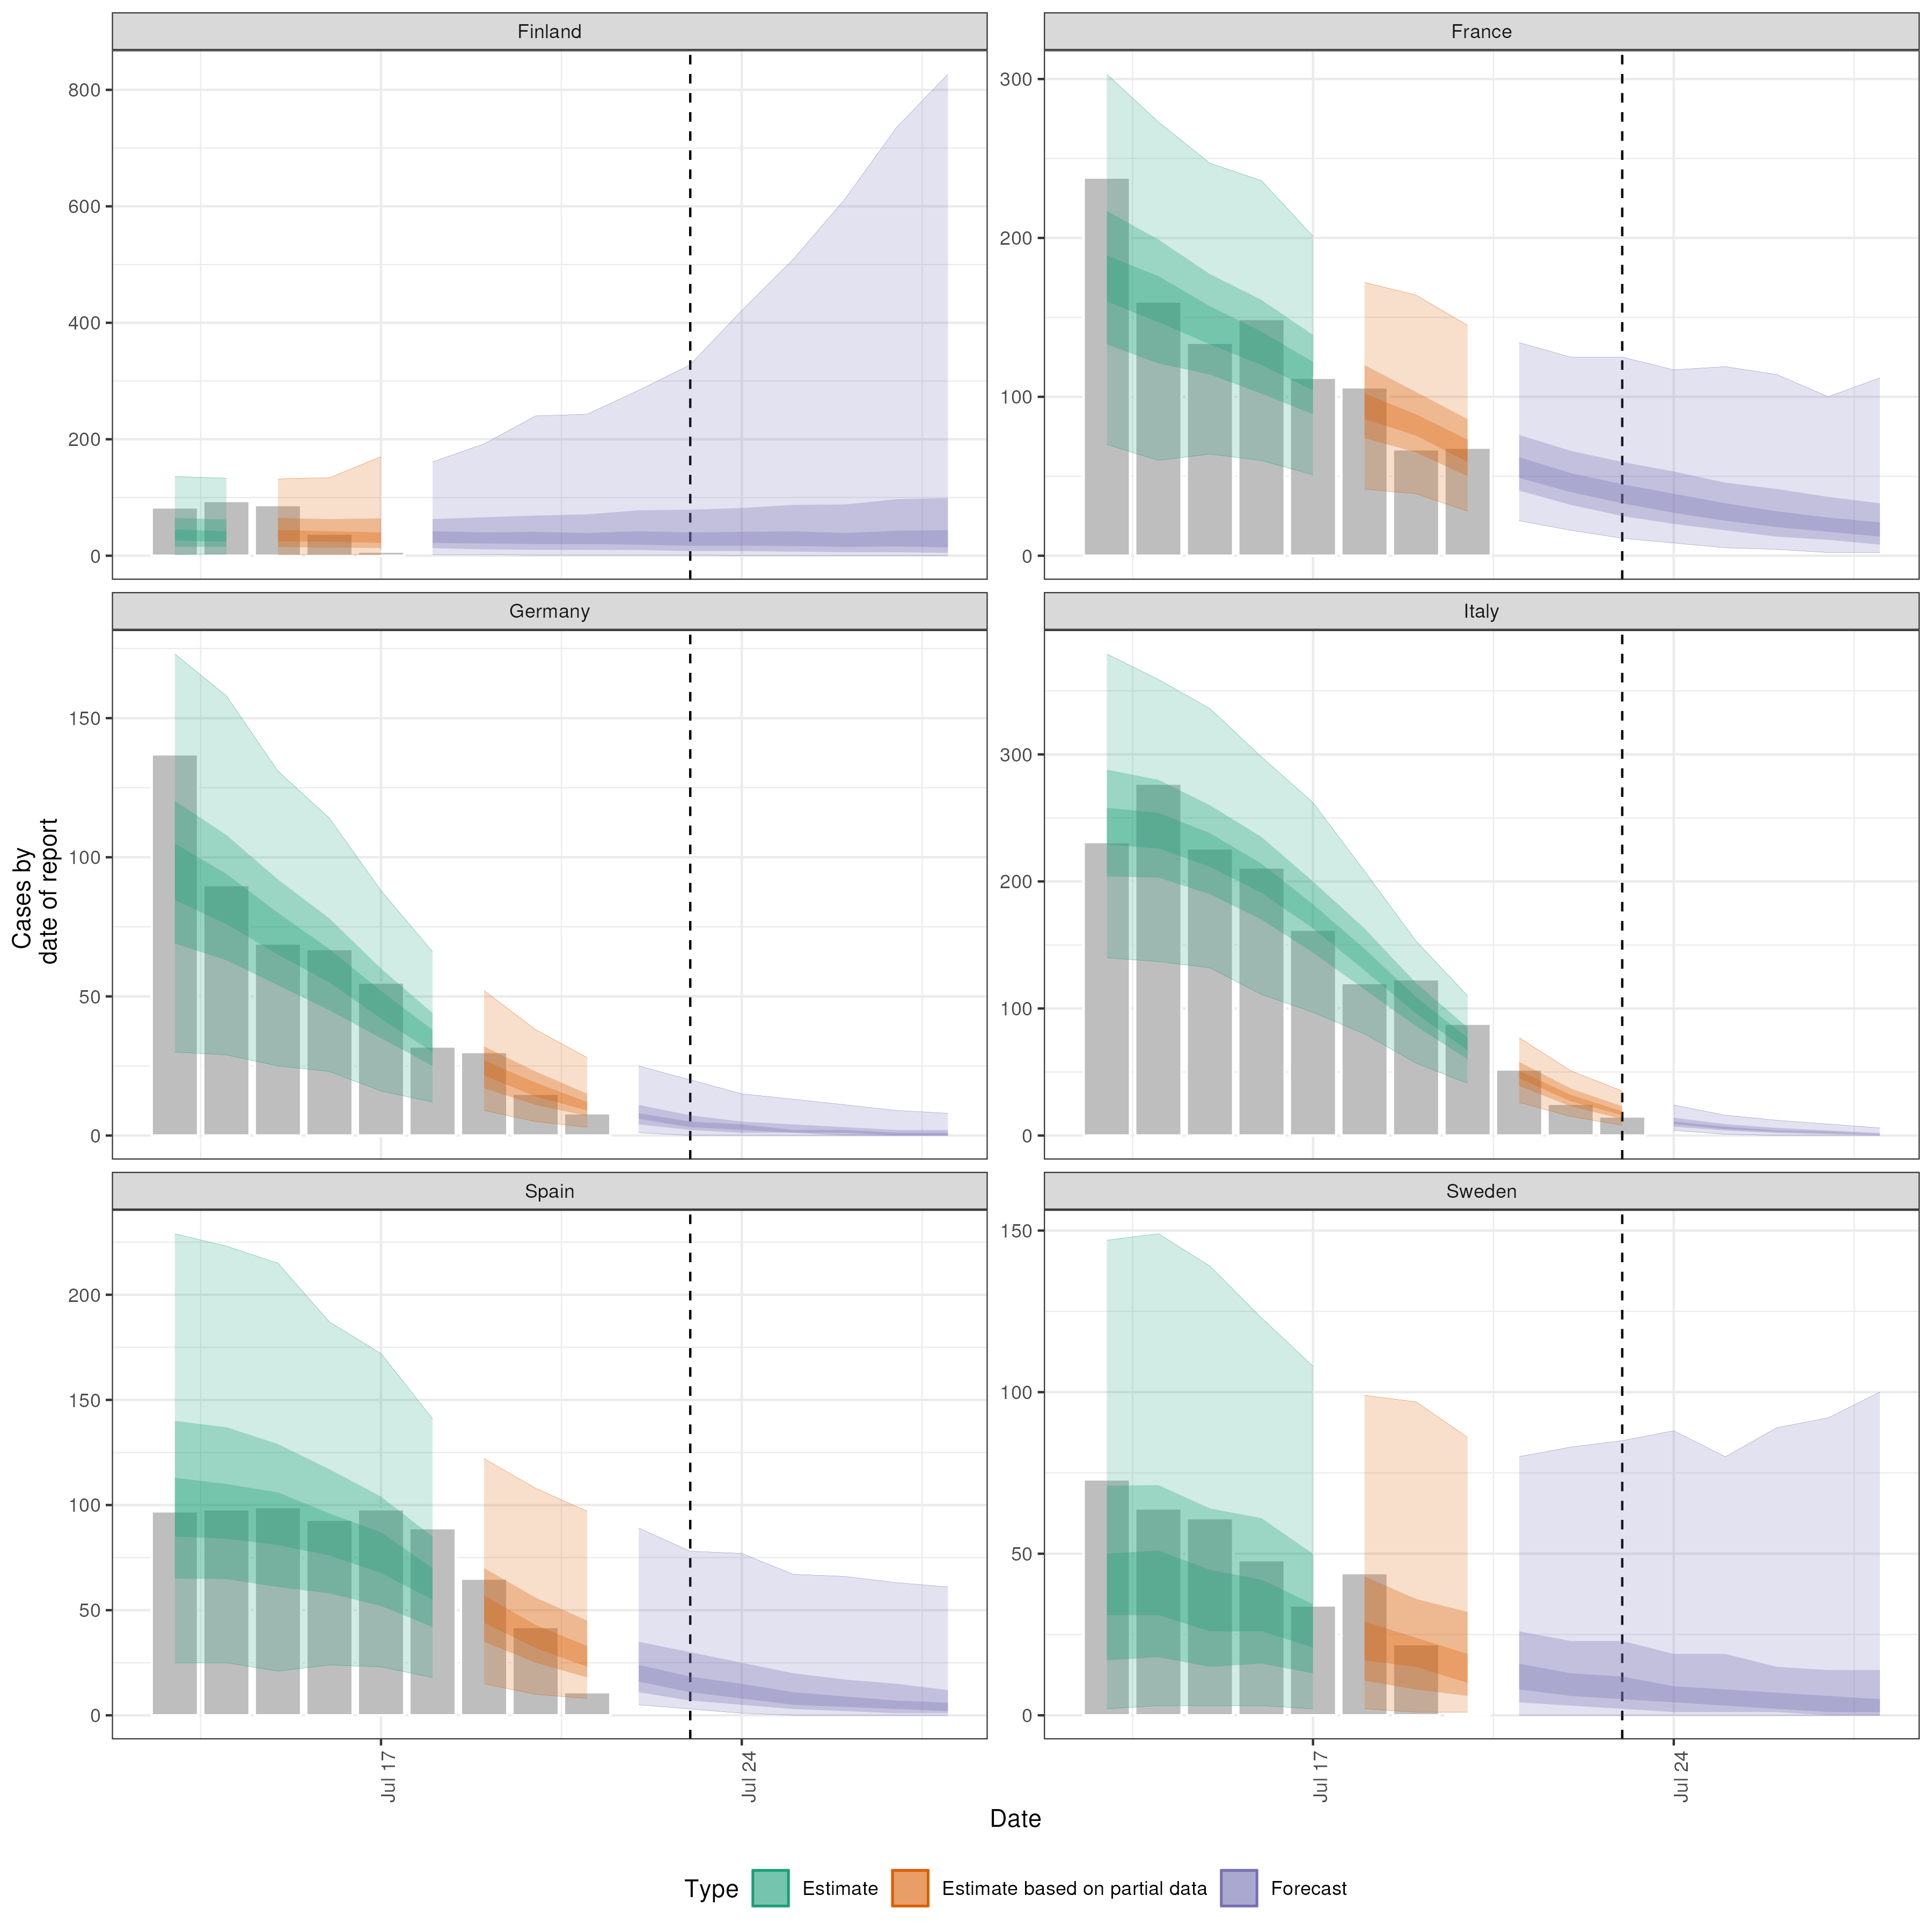 Finland
France
800
600
400
200
0
300
200
100
0
Germany
Italy
150
100
50
0
300
200
100
0
Cases by
date of report
Spain
Sweden
200
150
100
50
0
150
100
50
0
Jul 17
Jul 24
Jul 17
Jul 24
Date
Type
Estimate
Estimate based on partial data
Forecast